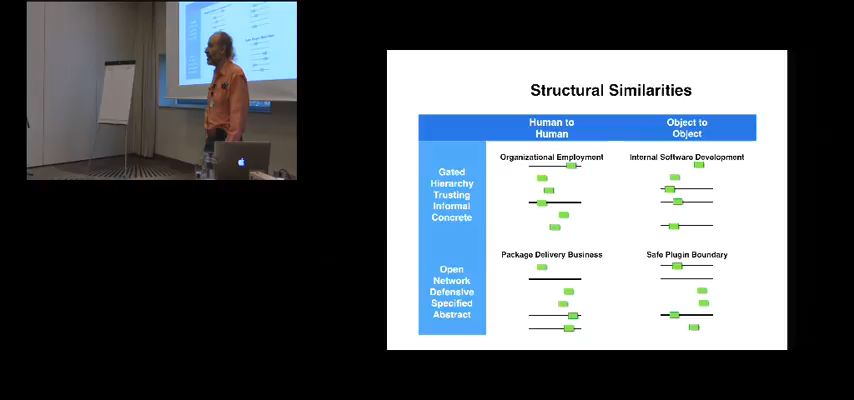 Structural Similarities
Human to
Human
Object to
Object
Gated
Hierarchy
Trusting
Informal
Concrete
Organizational Employment
Internal Software Development
Open
Network
Defensive
Specified
Abstract
Package Delivery Business
Safe Plugin Boundary